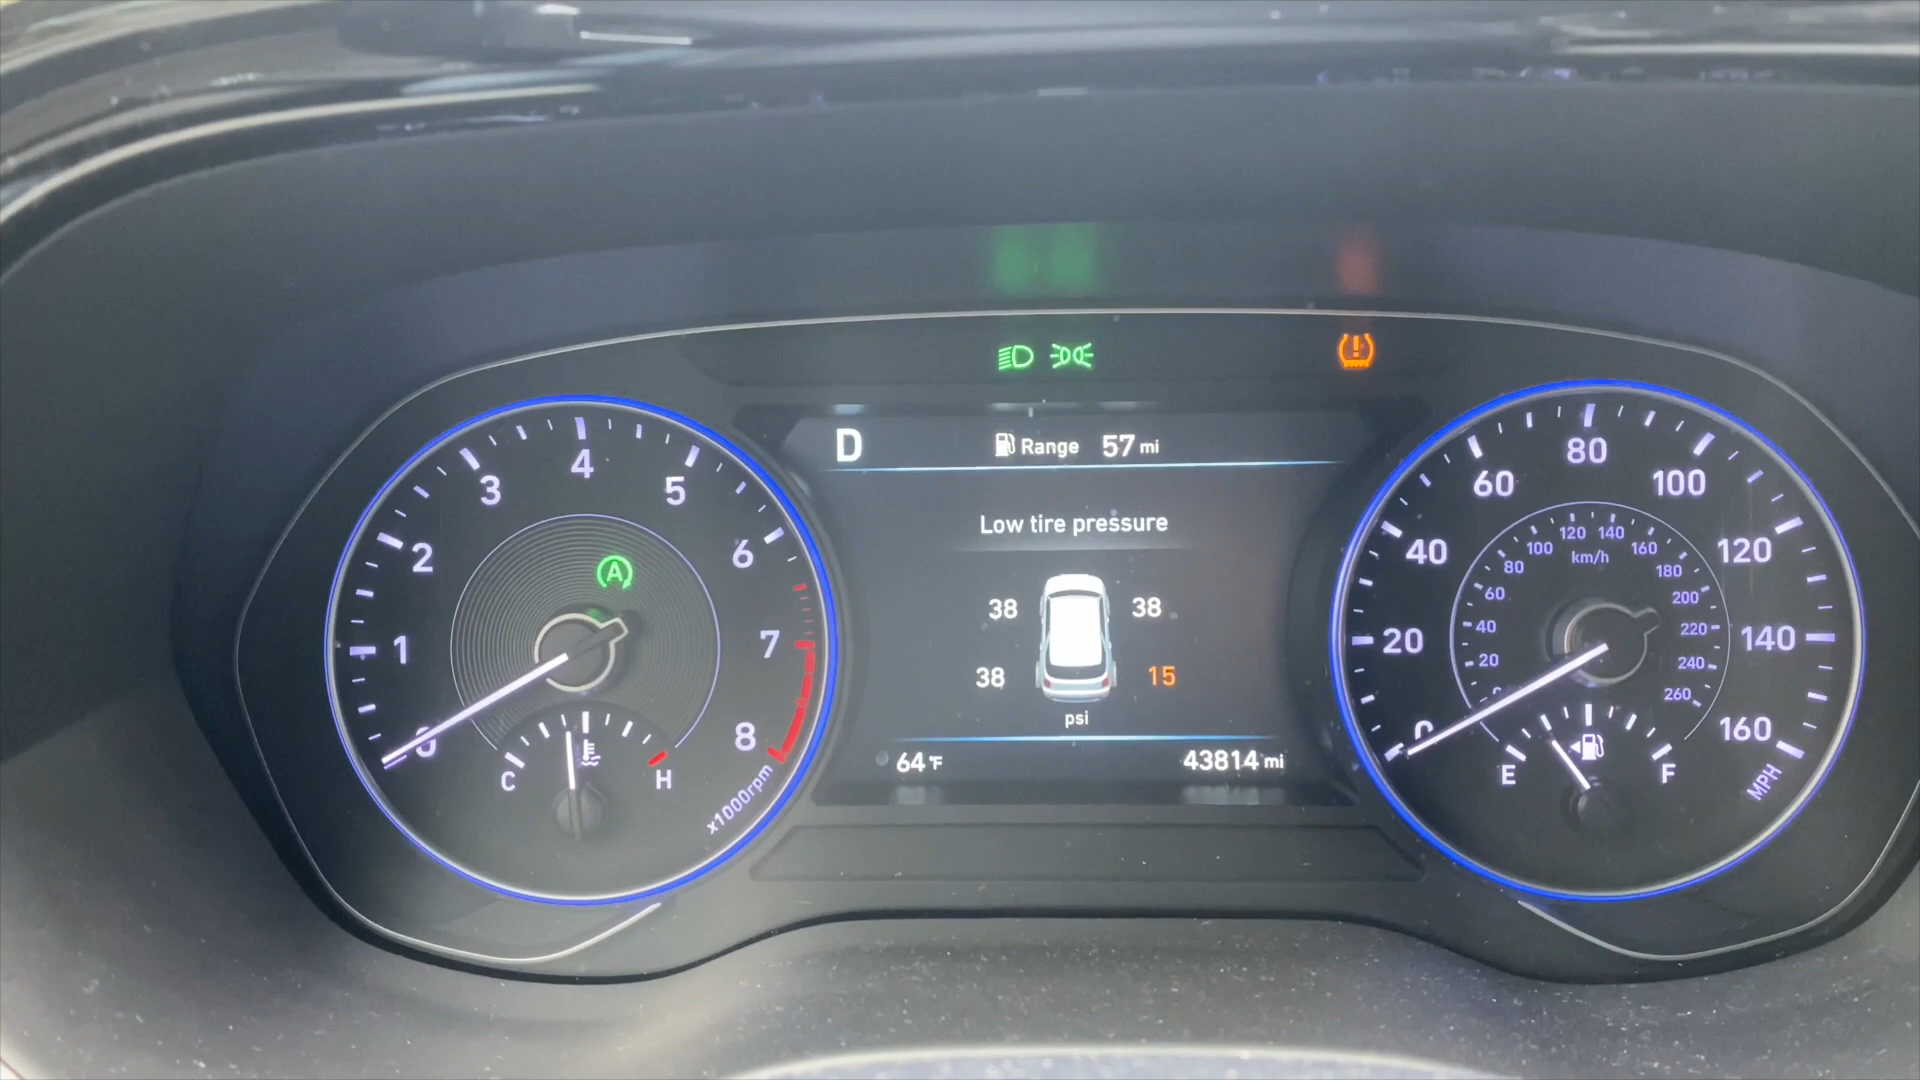 D Range 57 mi
Low tire pressure
38 38
38 15
psi
64°F 43814 mi
0 1 2 3 4 5 6 7 8
x1000rpm
A
C H
0 20 40 60 80 100 120 140 160
MPH
20 40 60 80 100 120 140 160 180 200 220 240 260
km/h
E F